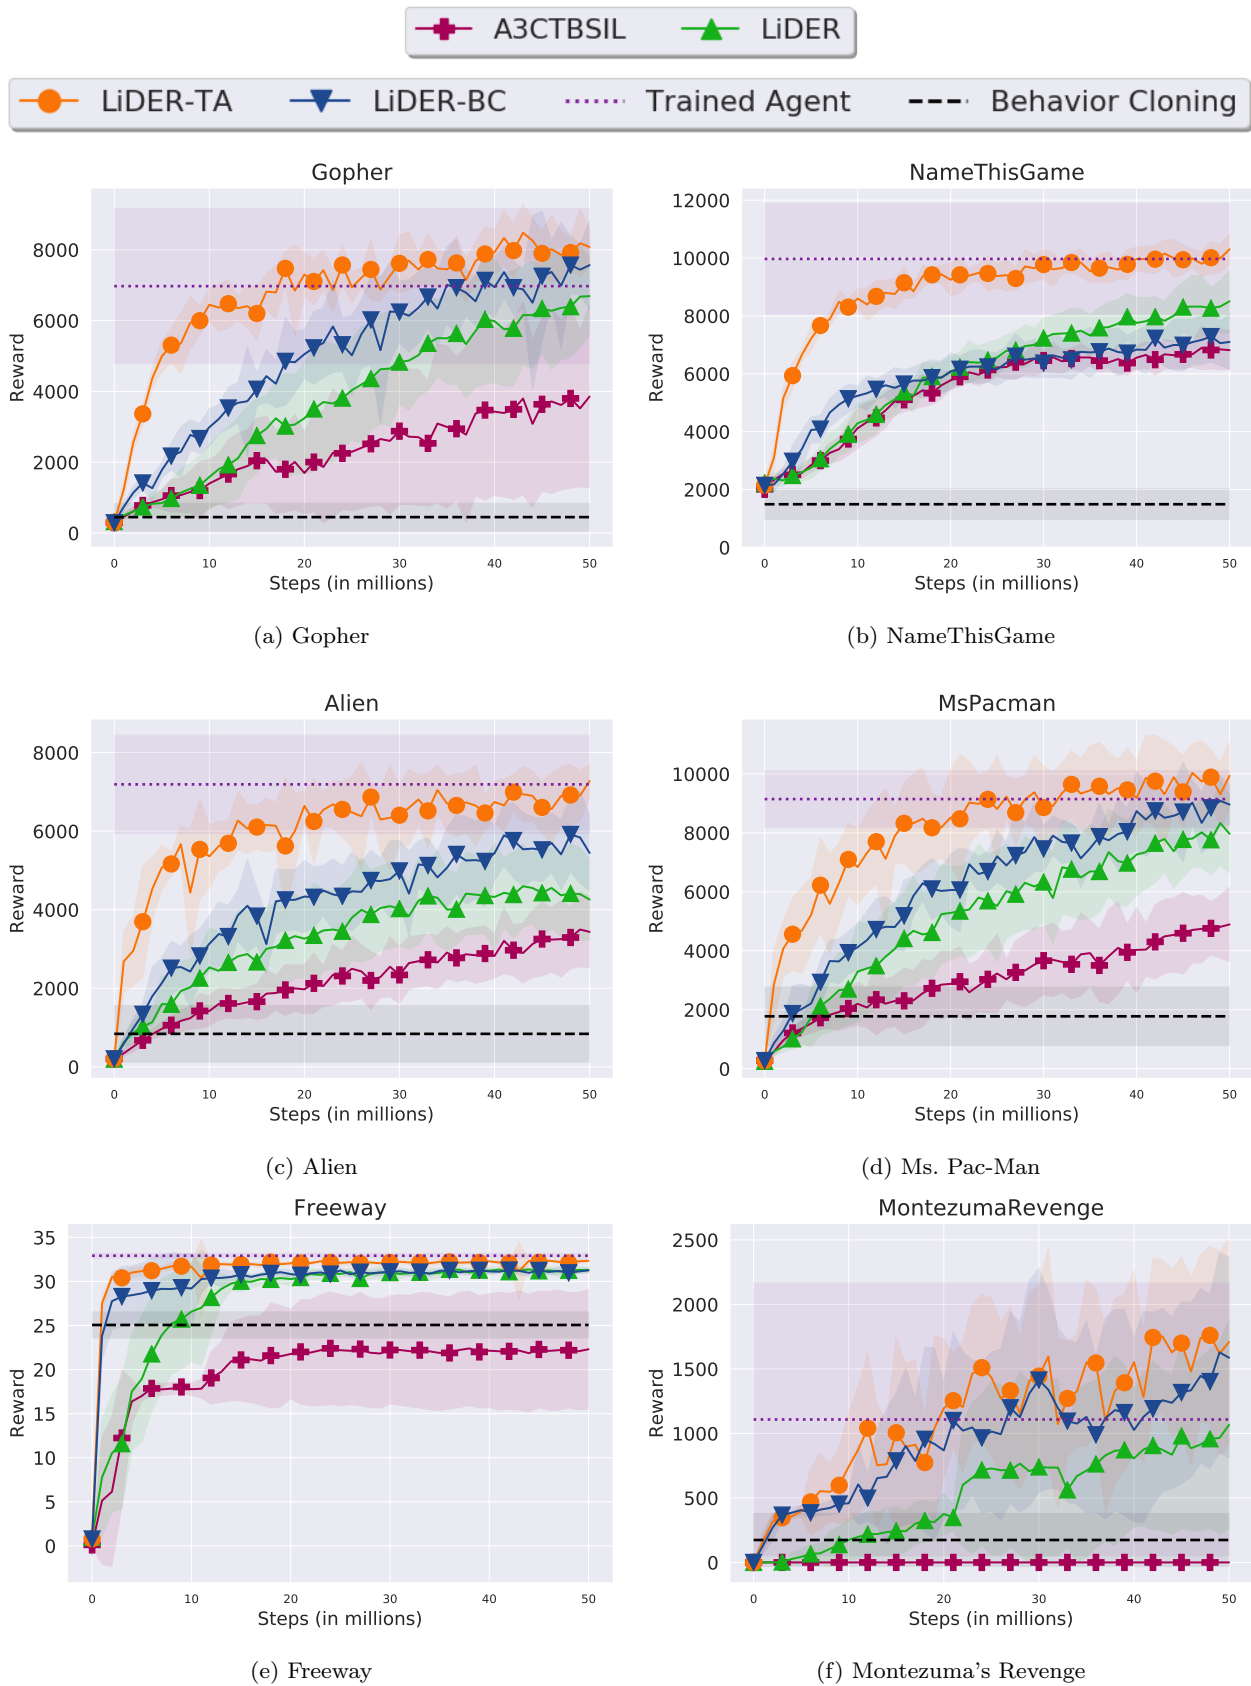 A3CTBSIL LiDER
LiDER-TA LiDER-BC Trained Agent Behavior Cloning
Gopher
8000
6000
4000
2000
0
Reward
0 10 20 30 40 50
Steps (in millions)
(a) Gopher
NameThisGame
12000
10000
8000
6000
4000
2000
0
Reward
0 10 20 30 40 50
Steps (in millions)
(b) NameThisGame
Alien
8000
6000
4000
2000
0
Reward
0 10 20 30 40 50
Steps (in millions)
(c) Alien
MsPacman
10000
8000
6000
4000
2000
0
Reward
0 10 20 30 40 50
Steps (in millions)
(d) Ms. Pac-Man
Freeway
35
30
25
20
15
10
5
0
Reward
0 10 20 30 40 50
Steps (in millions)
(e) Freeway
MontezumaRevenge
2500
2000
1500
1000
500
0
Reward
0 10 20 30 40 50
Steps (in millions)
(f) Montezuma's Revenge